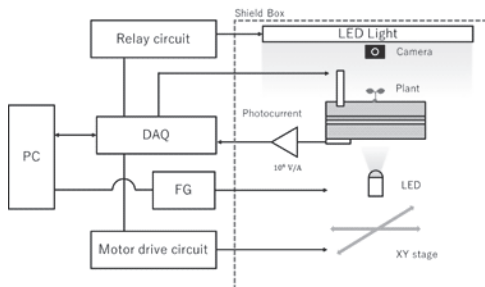 Shield Box
Relay circuit
LED Light
Camera
Plant
Photocurrent
PC
DAQ
10⁸ V/A
FG
LED
Motor drive circuit
XY stage